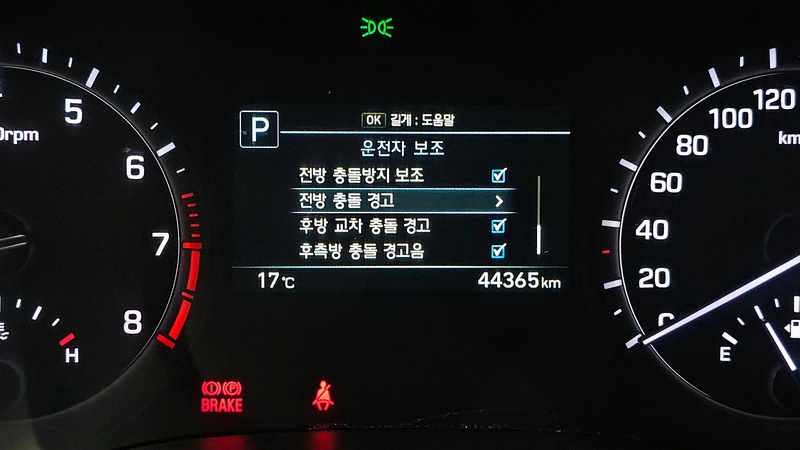 P
OK 길게 : 도움말
운전자 보조
전방 충돌방지 보조
전방 충돌 경고
후방 교차 충돌 경고
후측방 충돌 경고음
17℃
44365km
5
6
7
8
rpm
H
120
100
80
60
40
20
0
km
E
BRAKE